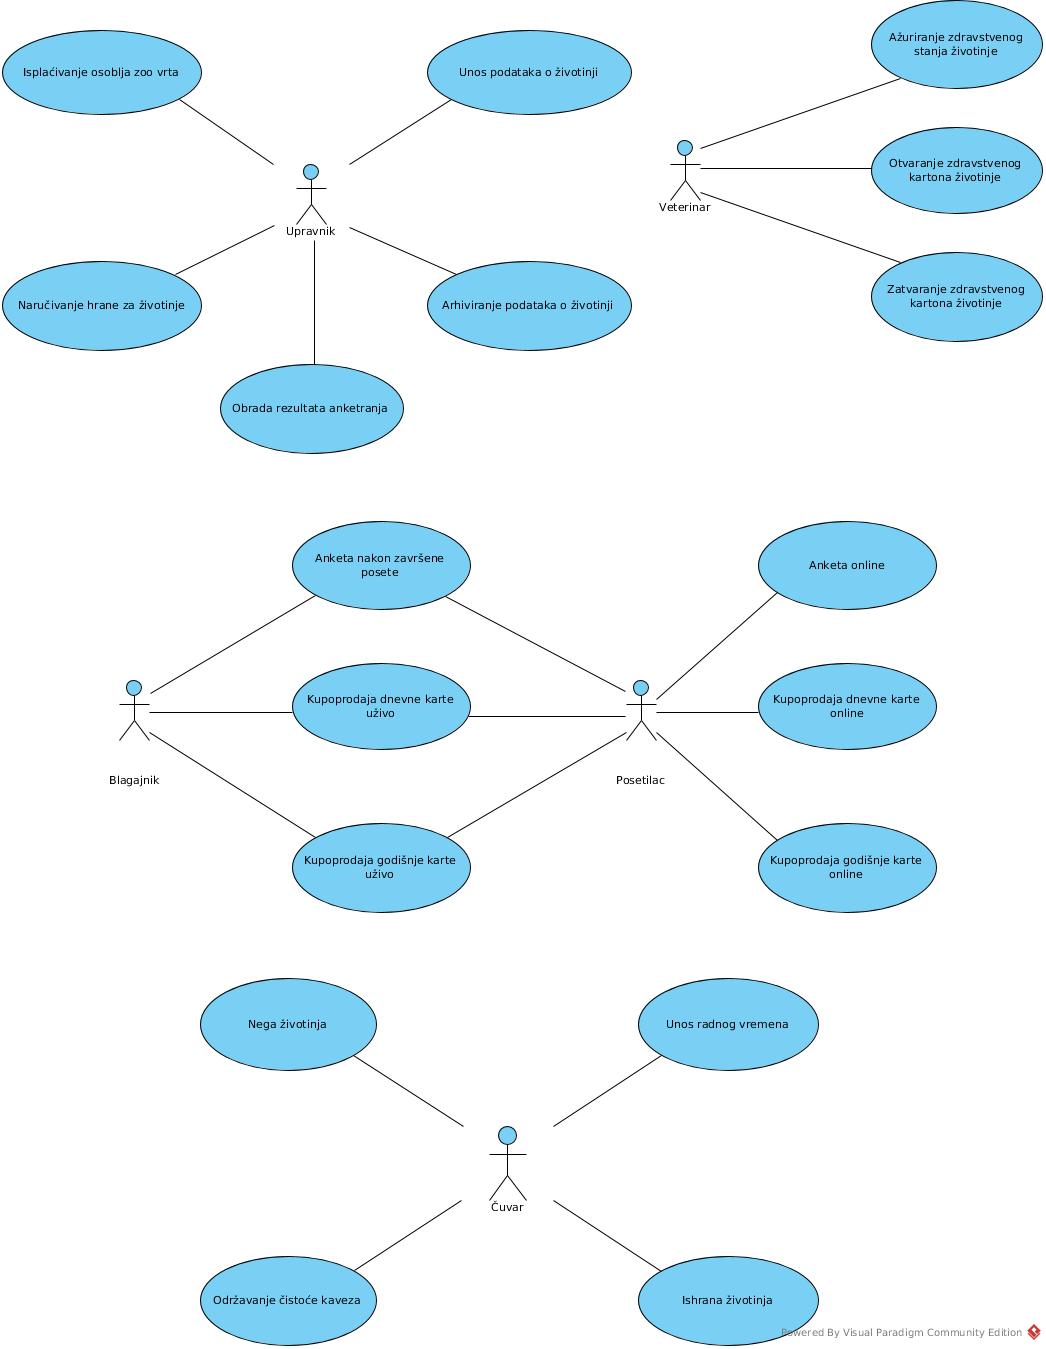 Isplaćivanje osoblja zoo vrta
Unos podataka o životinji
Ažuriranje zdravstvenog
stanja životinje
Otvaranje zdravstvenog
kartona životinje
Veterinar
Upravnik
Zatvaranje zdravstvenog
kartona životinje
Naručivanje hrane za životinje
Arhiviranje podataka o životinji
Obrada rezultata anketranja
Anketa nakon završene
posete
Anketa online
Kupoprodaja dnevne karte
uživo
Kupoprodaja dnevne karte
online
Blagajnik
Posetilac
Kupoprodaja godišnje karte
uživo
Kupoprodaja godišnje karte
online
Nega životinja
Unos radnog vremena
Čuvar
Održavanje čistoće kaveza
Ishrana životinja
Powered By Visual Paradigm Community Edition